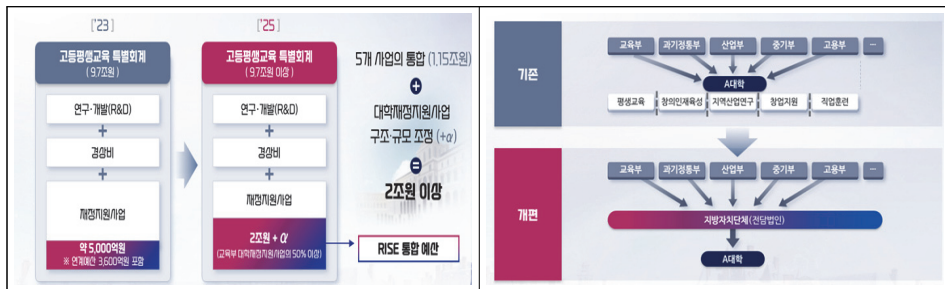 ['23]
고등평생교육 특별회계
(9.7조원)
연구·개발(R&D)
+
경상비
+
재정지원사업
약 5,000억원
※ 연계예산 3,600억원 포함
['25]
고등평생교육 특별회계
(9.7조원 이상)
연구·개발(R&D)
+
경상비
+
재정지원사업
2조원 + α
(교육부 대학재정지원사업의 50% 이상)
5개 사업의 통합 (1.15조원)
+
대학재정지원사업
구조·규모 조정 (+α)
=
2조원 이상
RISE 통합 예산
기존
교육부 과기정통부 산업부 중기부 고용부 ―
A대학
평생교육 창의인재육성 지역산업연구 창업지원 직업훈련
개편
교육부 과기정통부 산업부 중기부 고용부 ―
지방자치단체(전담법인)
A대학